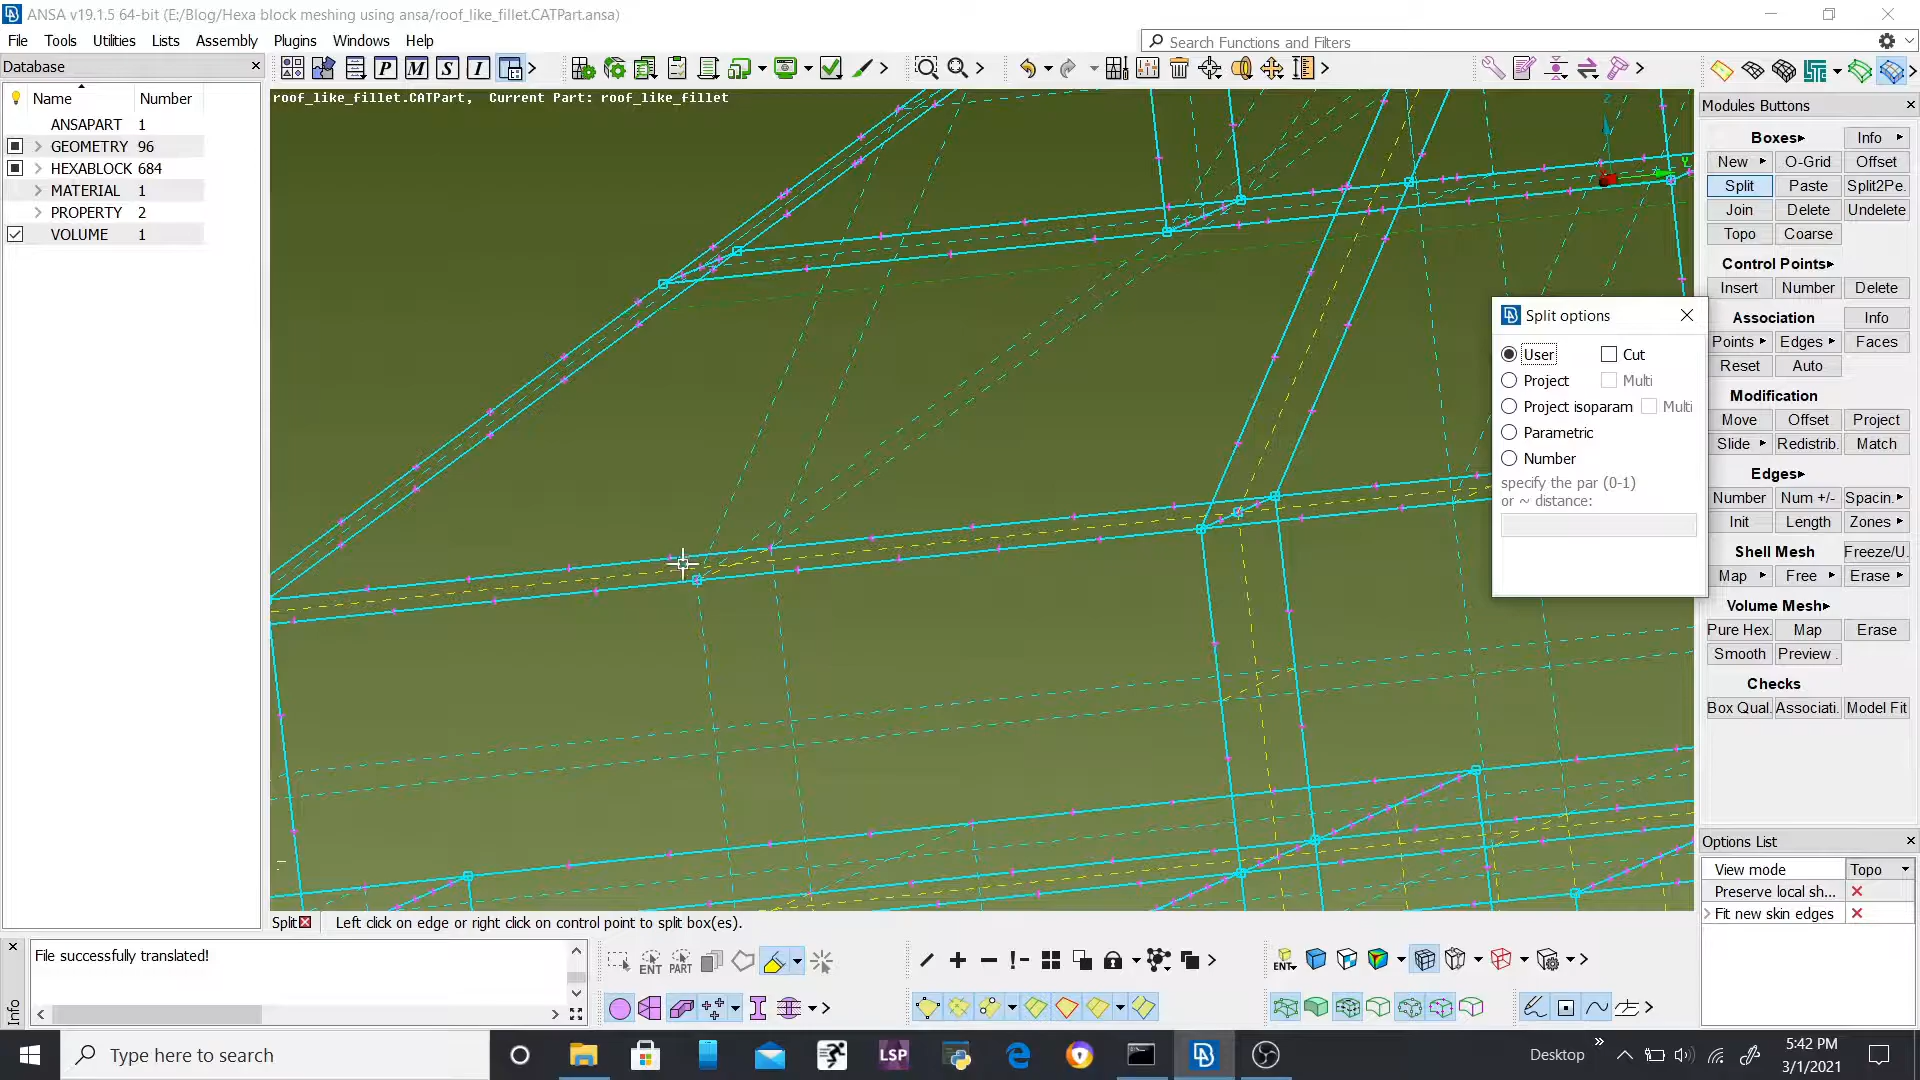 ANSA v19.1.5 64-bit (E:/Blog/Hexa block meshing using ansa/roof_like_fillet.CATPart.ansa)
File Tools Utilities Lists Assembly Plugins Windows Help
Search Functions and Filters
Database
P M S I
Name Number
ANSAPART 1
GEOMETRY 96
HEXABLOCK 684
MATERIAL 1
PROPERTY 2
VOLUME 1
roof_like_fillet.CATPart, Current Part: roof_like_fillet
Z
Y
Split options
User Cut
Project Multi
Project isoparam Multi
Parametric
Number
specify the par (0-1)
or ~ distance:
Modules Buttons
Boxes Info
New O-Grid Offset
Split Paste Split2Pe.
Join Delete Undelete
Topo Coarse
Control Points
Insert Number Delete
Association Info
Points Edges Faces
Reset Auto
Modification
Move Offset Project
Slide Redistrib. Match
Edges
Number Num +/- Spacin.
Init Length Zones
Shell Mesh Freeze/U.
Map Free Erase
Volume Mesh
Pure Hex. Map Erase
Smooth Preview .
Checks
Box Qual. Associati. Model Fit
Options List
View mode Topo
Preserve local sh...
Fit new skin edges
Split Left click on edge or right click on control point to split box(es).
File successfully translated!
Info
ENT PART
ENT
Type here to search
LSP
Desktop
5:42 PM
3/1/2021